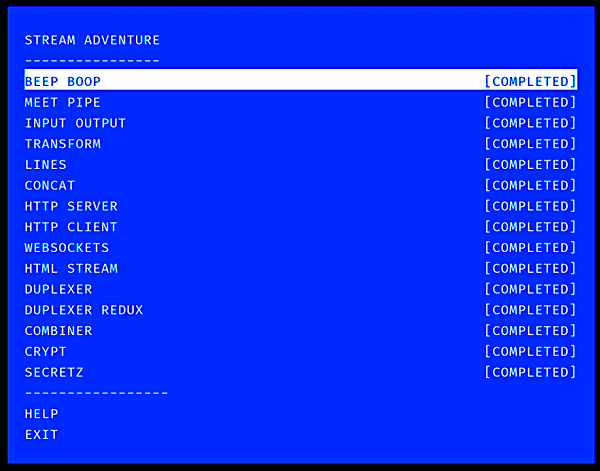 STREAM ADVENTURE
----------------
BEEP BOOP [COMPLETED]
MEET PIPE [COMPLETED]
INPUT OUTPUT [COMPLETED]
TRANSFORM [COMPLETED]
LINES [COMPLETED]
CONCAT [COMPLETED]
HTTP SERVER [COMPLETED]
HTTP CLIENT [COMPLETED]
WEBSOCKETS [COMPLETED]
HTML STREAM [COMPLETED]
DUPLEXER [COMPLETED]
DUPLEXER REDUX [COMPLETED]
COMBINER [COMPLETED]
CRYPT [COMPLETED]
SECRETZ [COMPLETED]
-----------------
HELP
EXIT